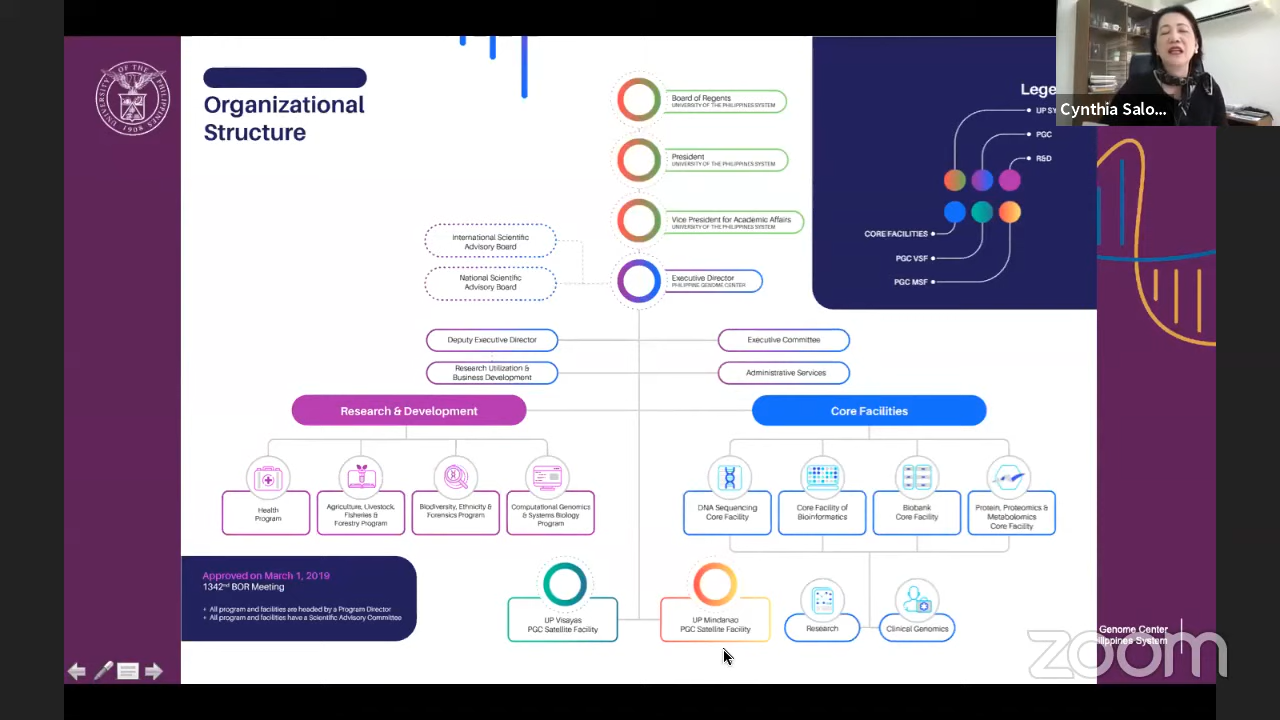 UNIVERSITY OF THE PHILIPPINES
1908
Organizational
Structure
Board of Regents
UNIVERSITY OF THE PHILIPPINES SYSTEM
President
UNIVERSITY OF THE PHILIPPINES SYSTEM
Vice President for Academic Affairs
UNIVERSITY OF THE PHILIPPINES SYSTEM
Executive Director
PHILIPPINE GENOME CENTER
International Scientific
Advisory Board
National Scientific
Advisory Board
Lege
UP SY
PGC
R&D
CORE FACILITIES
PGC VSF
PGC MSF
Cynthia Salo...
Deputy Executive Director
Executive Committee
Research Utilization &
Business Development
Administrative Services
Research & Development
Core Facilities
Health
Program
Agriculture, Livestock,
Fisheries &
Forestry Program
Biodiversity, Ethnicity &
Forensics Program
Computational Genomics
& Systems Biology
Program
DNA Sequencing
Core Facility
Core Facility of
Bioinformatics
Biobank
Core Facility
Protein, Proteomics &
Metabolomics
Core Facility
Approved on March 1, 2019
1342nd BOR Meeting
+ All program and facilities are headed by a Program Director
+ All program and facilities have a Scientific Advisory Committee
UP Visayas
PGC Satellite Facility
UP Mindanao
PGC Satellite Facility
Research
Clinical Genomics
Genome Center
ilippines System
zoom